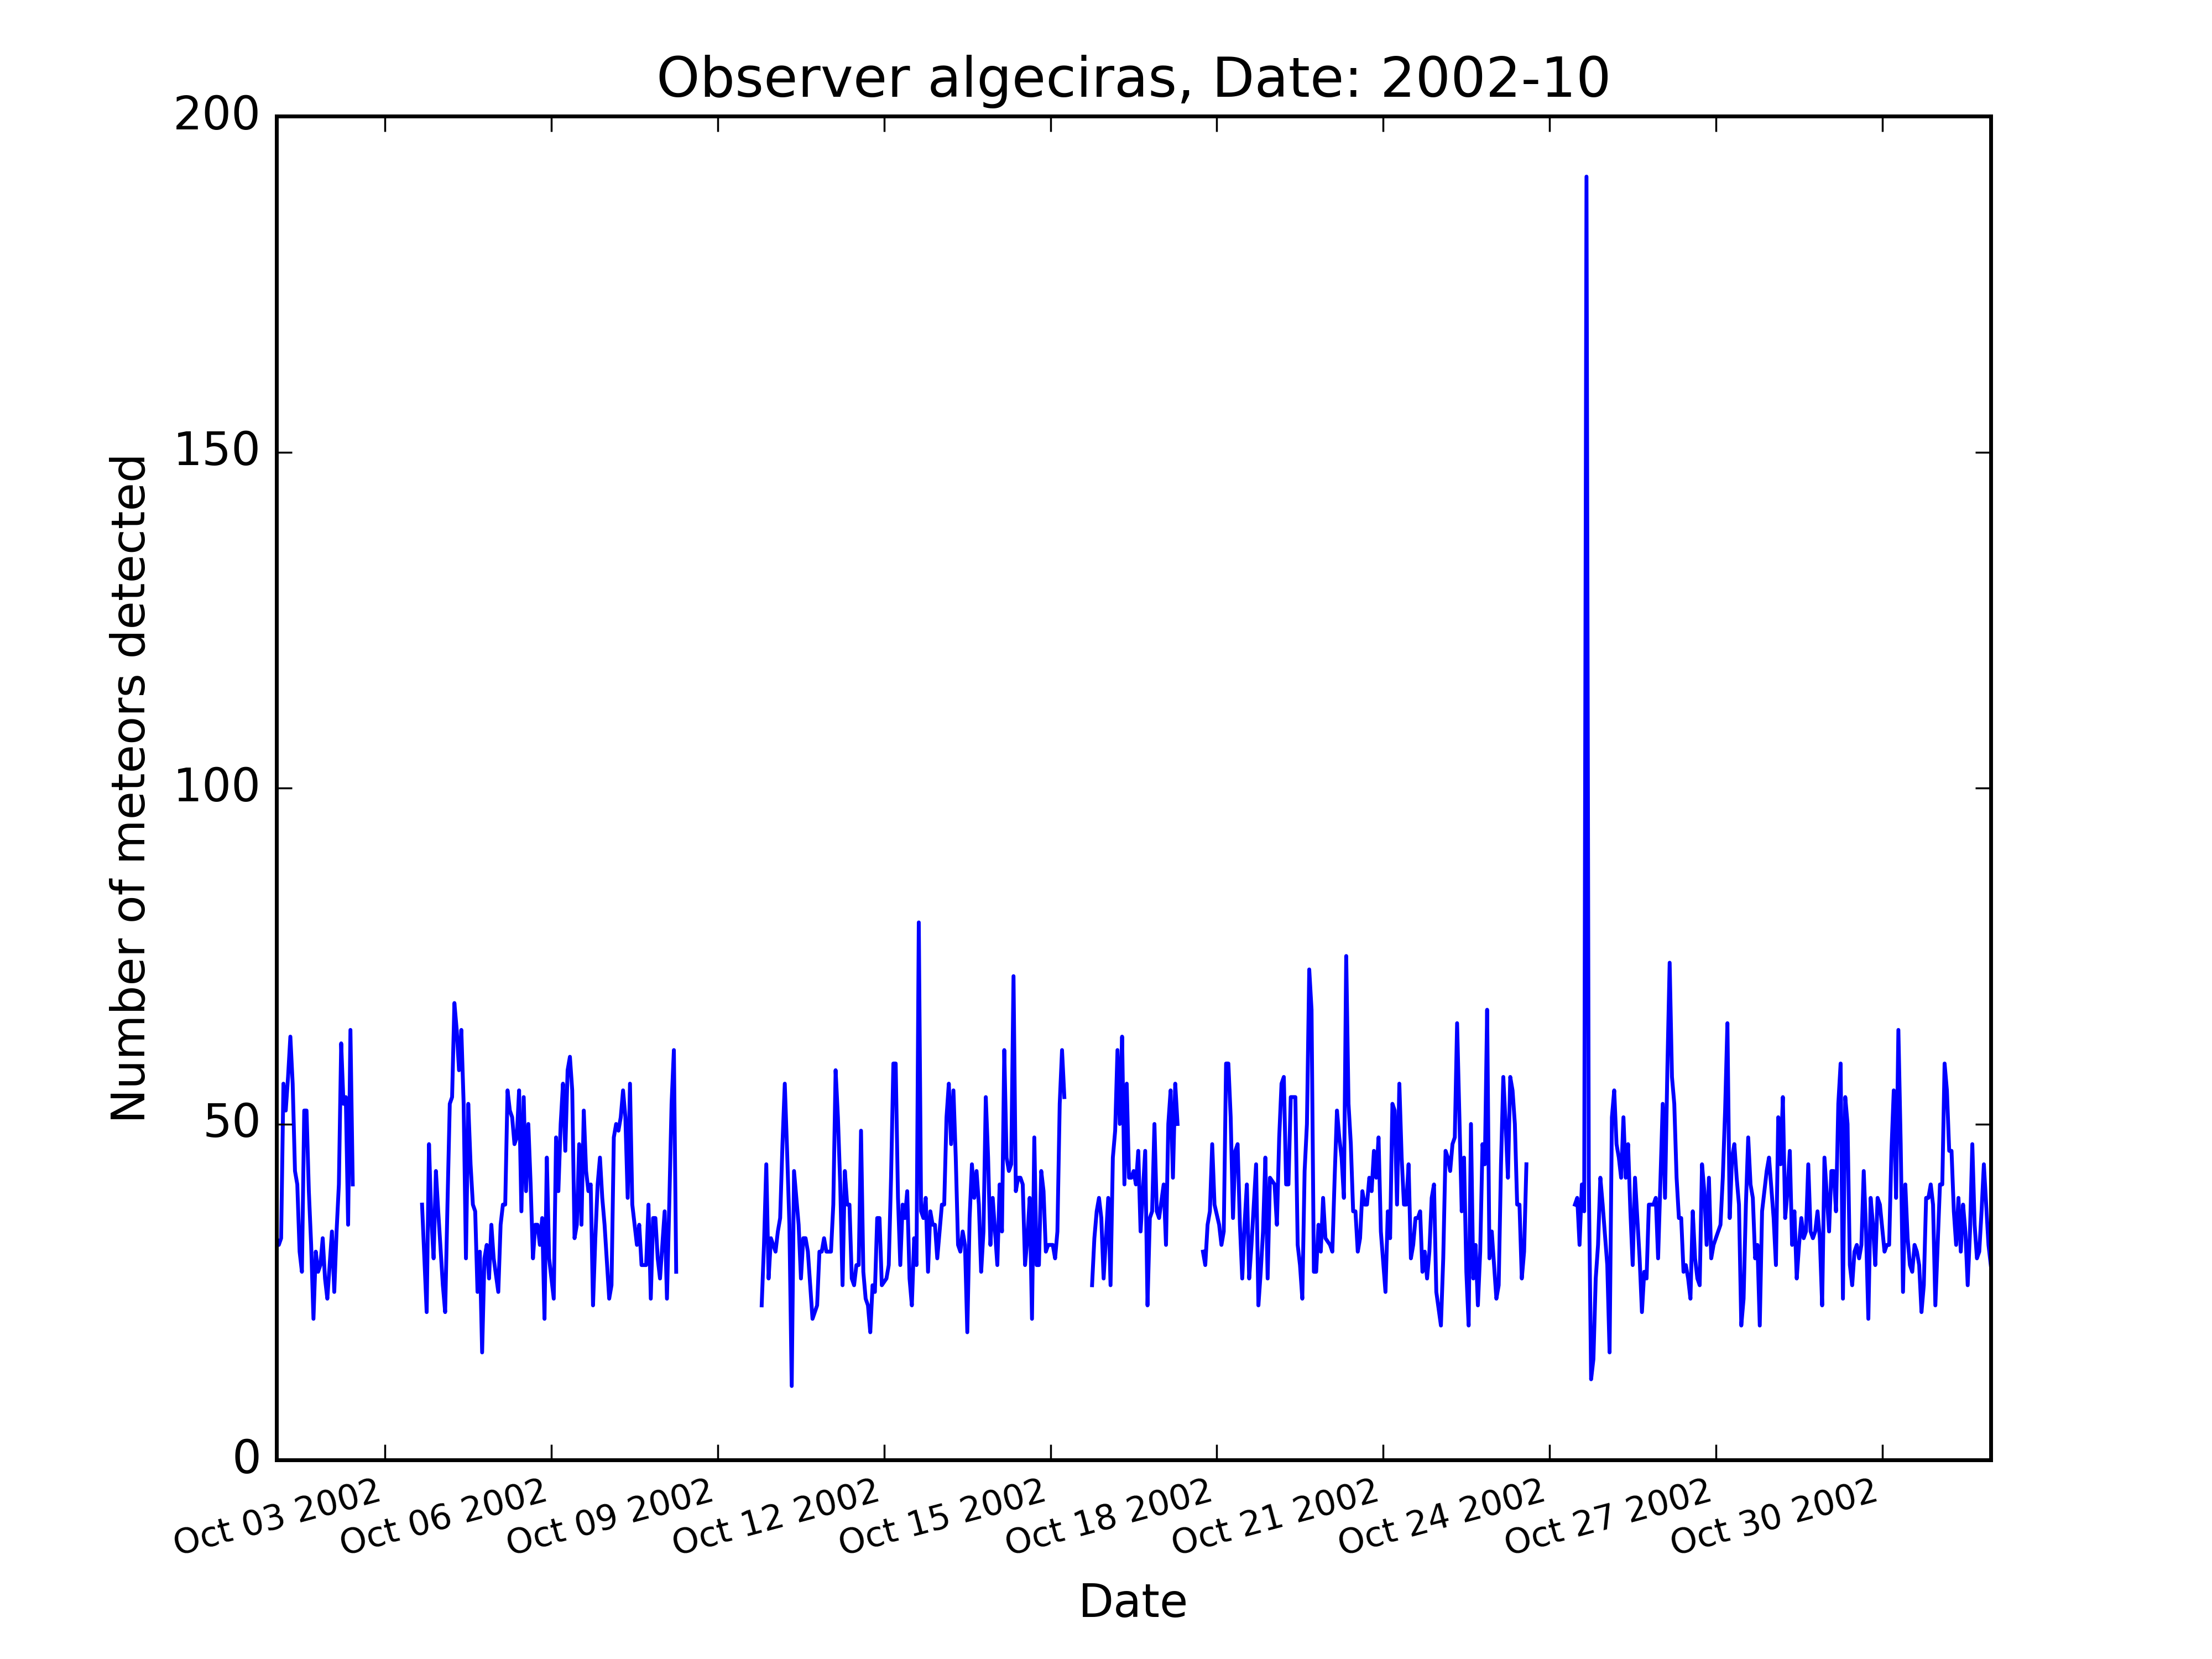 Observer algeciras, Date: 2002-10
Number of meteors detected
200
150
100
50
0
Oct 03 2002
Oct 06 2002
Oct 09 2002
Oct 12 2002
Oct 15 2002
Oct 18 2002
Oct 21 2002
Oct 24 2002
Oct 27 2002
Oct 30 2002
Date